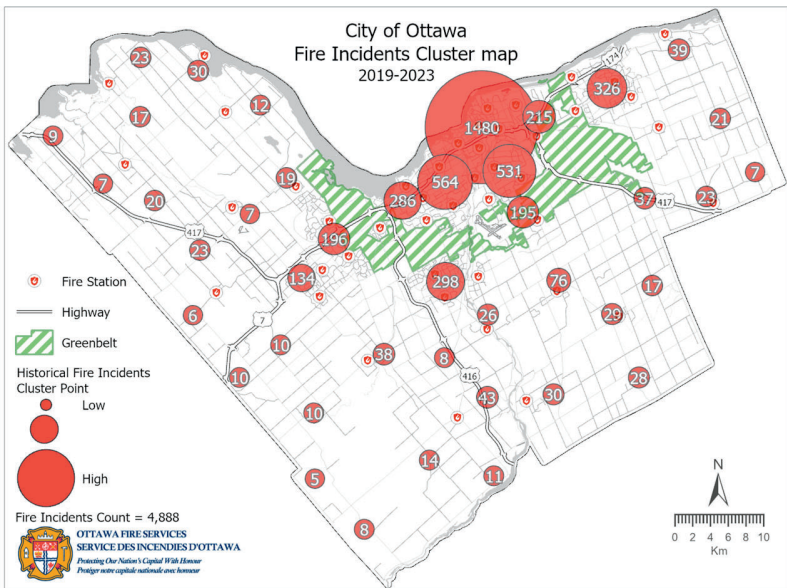 City of Ottawa
Fire Incidents Cluster map
2019-2023
23
30
39
174
326
12
17
1480
215
21
9
531
7
19
564
7
20
286
37
23
417
7
195
417
196
23
134
298
76
17
6
26
29
7
10
38
8
10
416
28
43
30
10
14
11
5
8
Fire Station
Highway
Greenbelt
Historical Fire Incidents
Cluster Point
Low
High
Fire Incidents Count = 4,888
OTTAWA FIRE SERVICES
SERVICE DES INCENDIES D'OTTAWA
Protecting Our Nation's Capital With Honour
Protéger notre capitale nationale avec honneur
N
0 2 4 6 8 10
Km